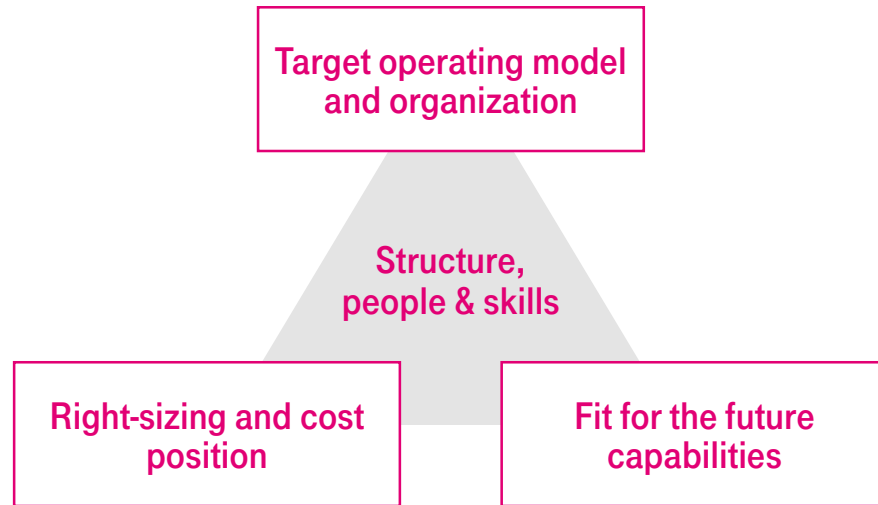 Target operating model
and organization
Structure,
people & skills
Right-sizing and cost
position
Fit for the future
capabilities